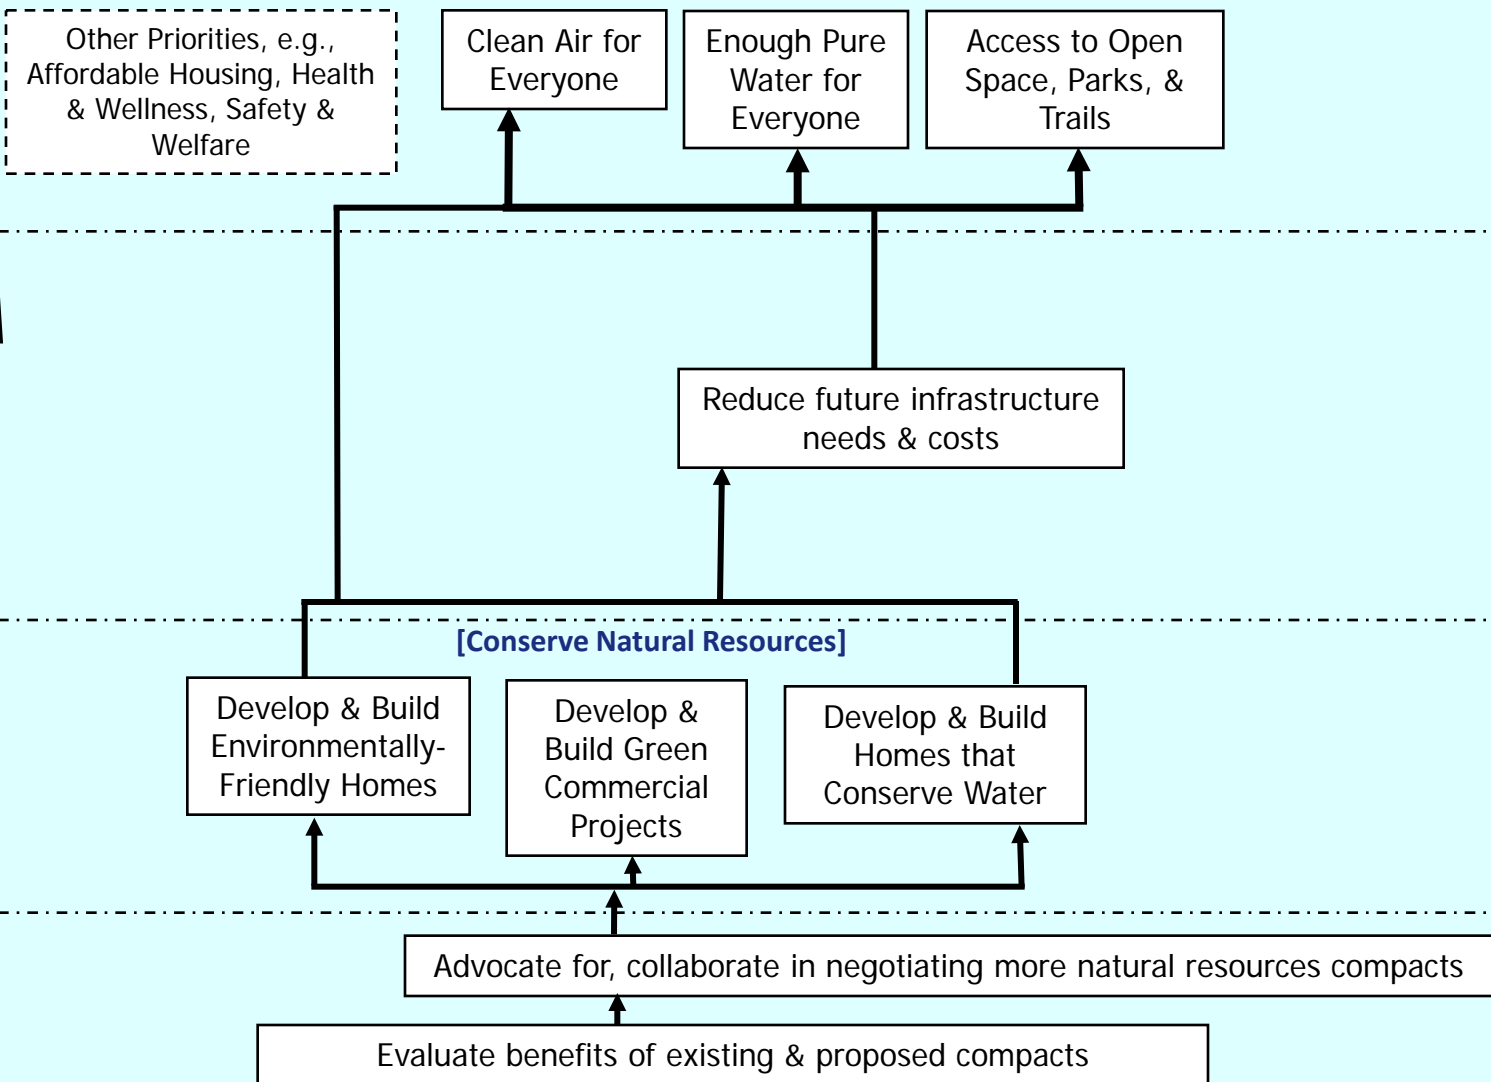 Other Priorities, e.g.,
Affordable Housing, Health
& Wellness, Safety &
Welfare
Clean Air for
Everyone
Enough Pure
Water for
Everyone
Access to Open
Space, Parks, &
Trails
Reduce future infrastructure
needs & costs
[Conserve Natural Resources]
Develop & Build
Environmentally-
Friendly Homes
Develop &
Build Green
Commercial
Projects
Develop & Build
Homes that
Conserve Water
Advocate for, collaborate in negotiating more natural resources compacts
Evaluate benefits of existing & proposed compacts